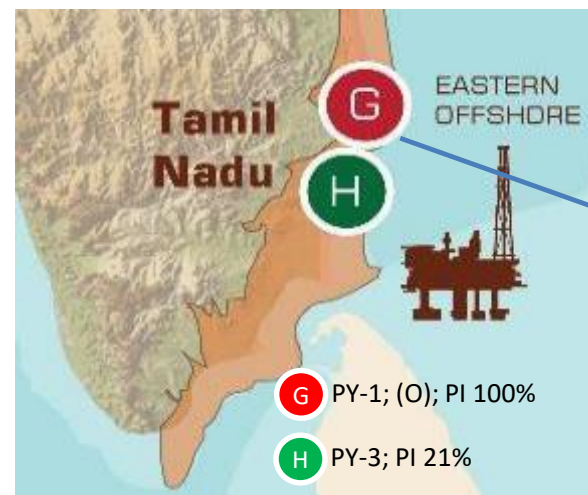 G
EASTERN
OFFSHORE
Tamil
Nadu
H
G PY-1; (O); PI 100%
H PY-3; PI 21%